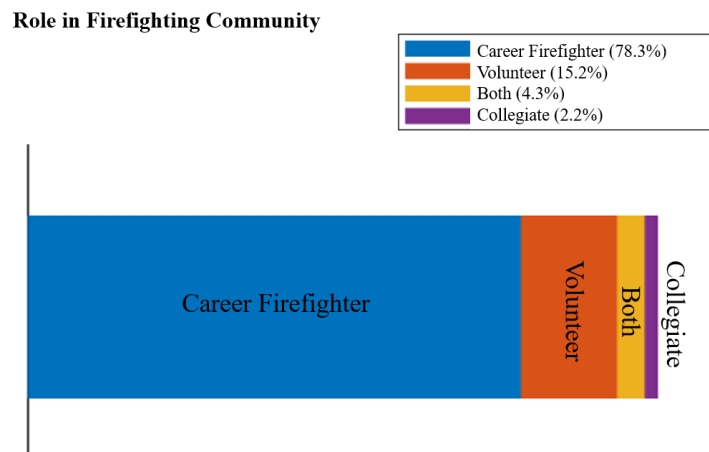 Role in Firefighting Community
Career Firefighter (78.3%)
Volunteer (15.2%)
Both (4.3%)
Collegiate (2.2%)
Career Firefighter
Volunteer
Both
Collegiate